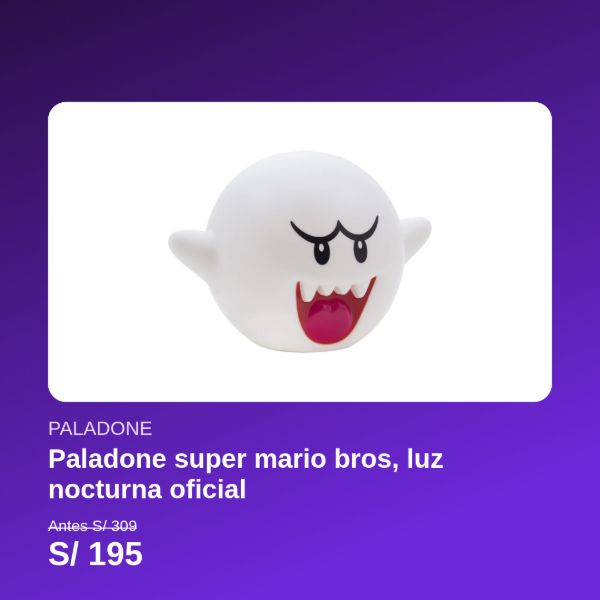 PALADONE
Paladone super mario bros, luz
nocturna oficial
Antes S/ 309
S/ 195